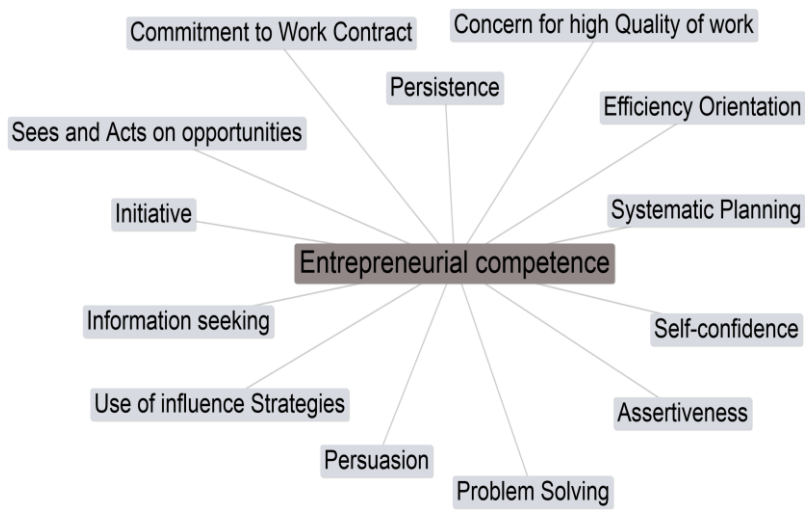 Commitment to Work Contract
Concern for high Quality of work
Persistence
Efficiency Orientation
Sees and Acts on opportunities
Initiative
Systematic Planning
Entrepreneurial competence
Information seeking
Self-confidence
Use of influence Strategies
Assertiveness
Persuasion
Problem Solving